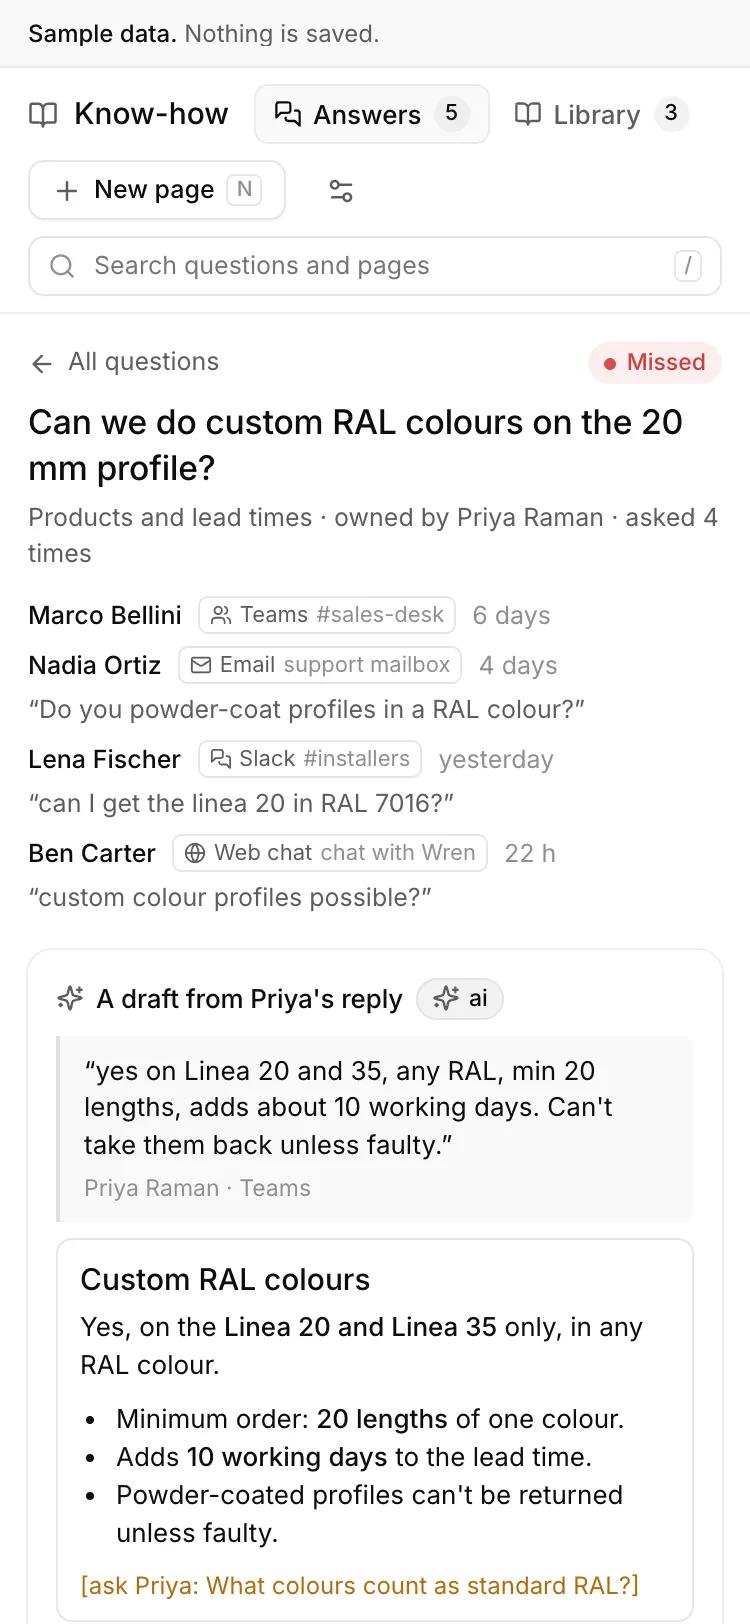 Sample data. Nothing is saved.
Know-how
Answers 5
Library 3
New page N
Search questions and pages /
All questions
Missed
Can we do custom RAL colours on the 20
mm profile?
Products and lead times · owned by Priya Raman · asked 4
times
Marco Bellini Teams #sales-desk 6 days
Nadia Ortiz Email support mailbox 4 days
“Do you powder-coat profiles in a RAL colour?”
Lena Fischer Slack #installers yesterday
“can I get the linea 20 in RAL 7016?”
Ben Carter Web chat chat with Wren 22 h
“custom colour profiles possible?”
A draft from Priya's reply ai
“yes on Linea 20 and 35, any RAL, min 20
lengths, adds about 10 working days. Can't
take them back unless faulty.”
Priya Raman · Teams
Custom RAL colours
Yes, on the Linea 20 and Linea 35 only, in any
RAL colour.
• Minimum order: 20 lengths of one colour.
• Adds 10 working days to the lead time.
• Powder-coated profiles can't be returned
unless faulty.
[ask Priya: What colours count as standard RAL?]